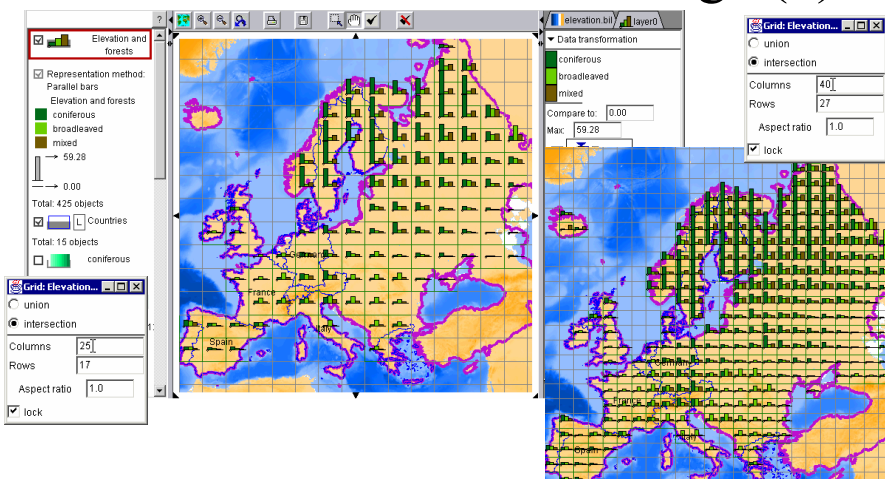 ?
Elevation and
forests
Representation method:
Parallel bars
Elevation and forests
coniferous
broadleaved
mixed
59.28
0.00
Total: 425 objects
L Countries
Total: 15 objects
coniferous
Grid: Elevation...
union
intersection
Columns 25
Rows 17
Aspect ratio 1.0
lock
Germany
France
Italy
Spain
elevation.bil layer0
Data transformation
coniferous
broadleaved
mixed
Compare to: 0.00
Max: 59.28
Grid: Elevation...
union
intersection
Columns 40
Rows 27
Aspect ratio 1.0
lock
Germany
France
Italy
Spain